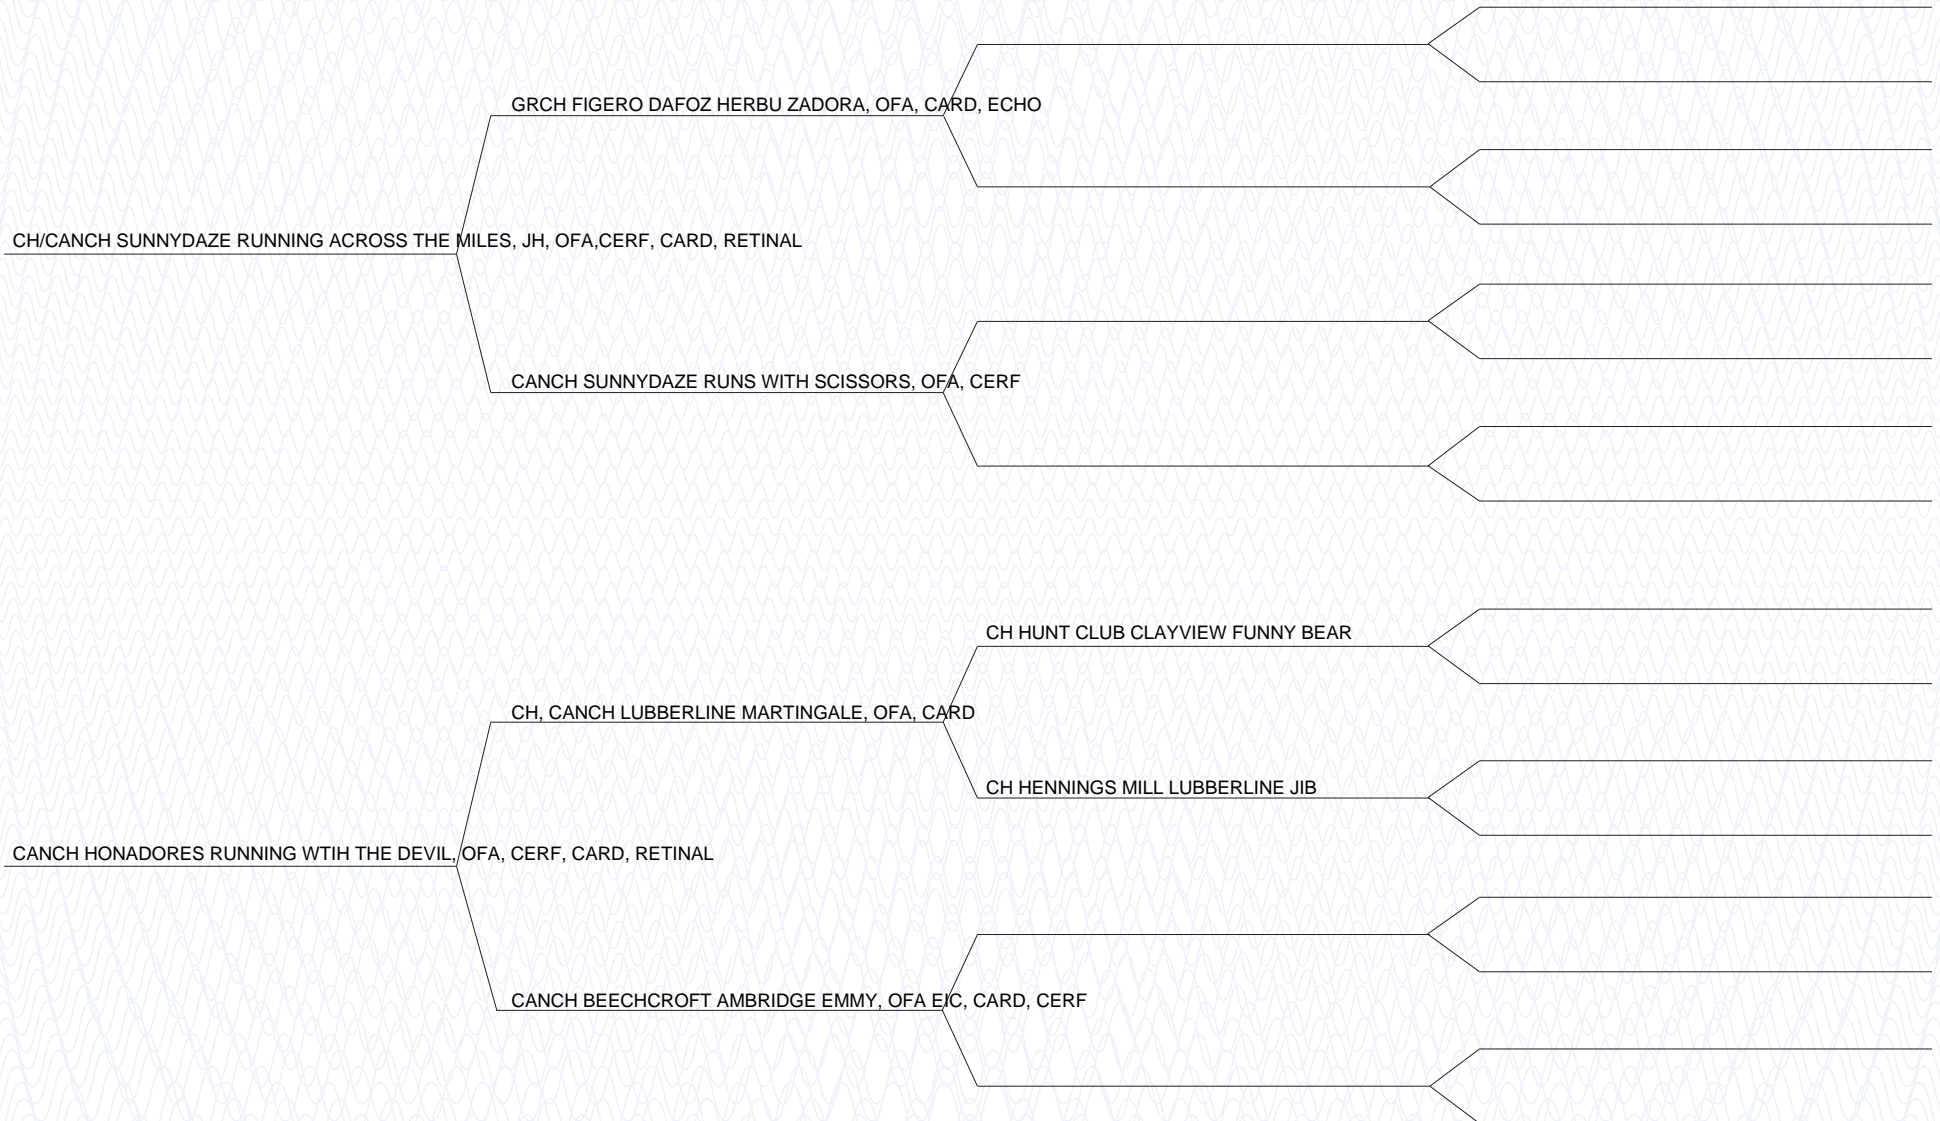 GRCH FIGERO DAFOZ HERBU ZADORA, OFA, CARD, ECHO
CH/CANCH SUNNYDAZE RUNNING ACROSS THE MILES, JH, OFA,CERF, CARD, RETINAL
CANCH SUNNYDAZE RUNS WITH SCISSORS, OFA, CERF
CH HUNT CLUB CLAYVIEW FUNNY BEAR
CH, CANCH LUBBERLINE MARTINGALE, OFA, CARD
CH HENNINGS MILL LUBBERLINE JIB
CANCH HONADORES RUNNING WTIH THE DEVIL, OFA, CERF, CARD, RETINAL
CANCH BEECHCROFT AMBRIDGE EMMY, OFA EIC, CARD, CERF